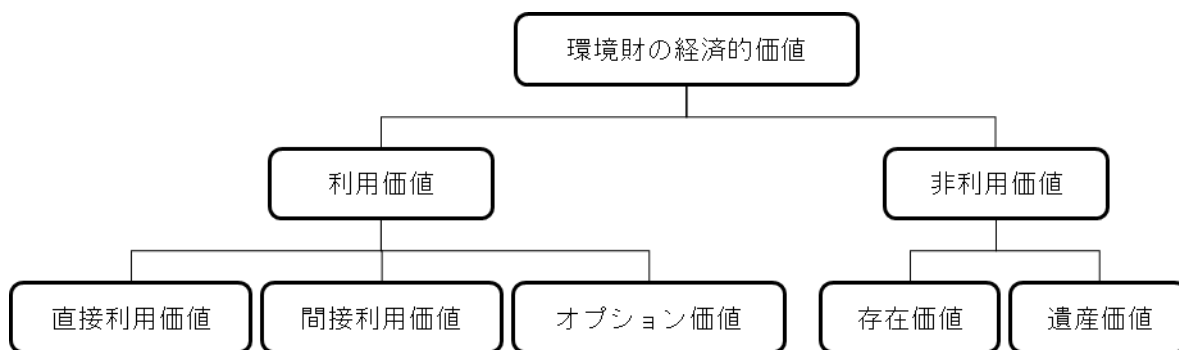 環境財の経済的価値
利用価値
非利用価値
直接利用価値
間接利用価値
オプション価値
存在価値
遺産価値